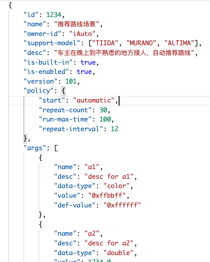 {
"id": 1234,
"name": "推荐路线场景",
"owner-id": "iAuto",
"support-model": ["TIIDA", "MURANO", "ALTIMA"],
"desc": "车主在晚上到不熟悉的地方接人，自动推荐路线",
"is-built-in": true,
"is-enabled": true,
"version": 101,
"policy": {
"start": "automatic",
"repeat-count": 30,
"run-max-time": 100,
"repeat-interval": 12
},
"args": [
{
"name": "a1",
"desc": "desc for a1",
"data-type": "color",
"value": "0xffbbff",
"def-value": "0xffffff"
},
{
"name": "a2",
"desc": "desc for a2",
"data-type": "double",